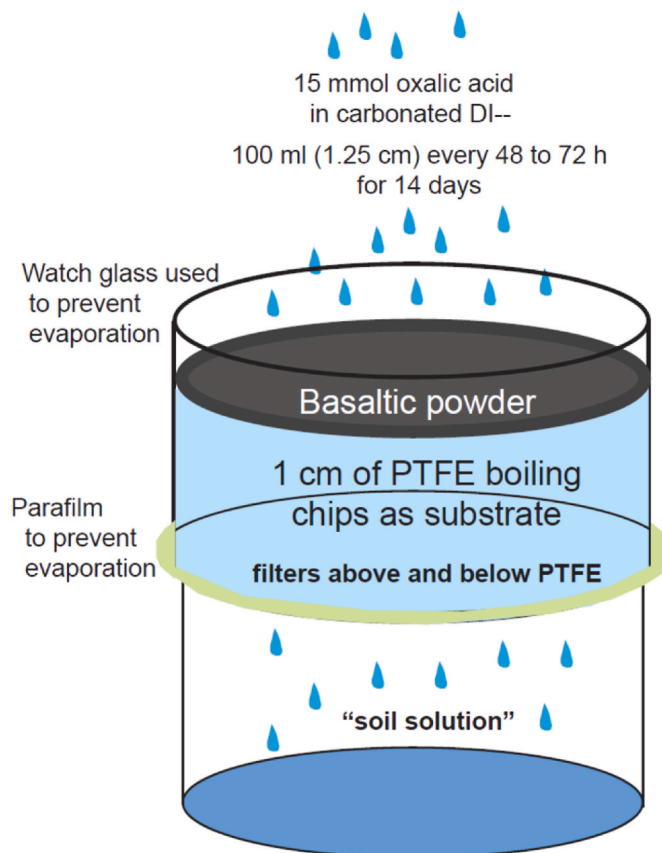 15 mmol oxalic acid
in carbonated DI--
100 ml (1.25 cm) every 48 to 72 h
for 14 days
Watch glass used
to prevent
evaporation
Basaltic powder
1 cm of PTFE boiling
chips as substrate
Parafilm
to prevent
evaporation
filters above and below PTFE
“soil solution”